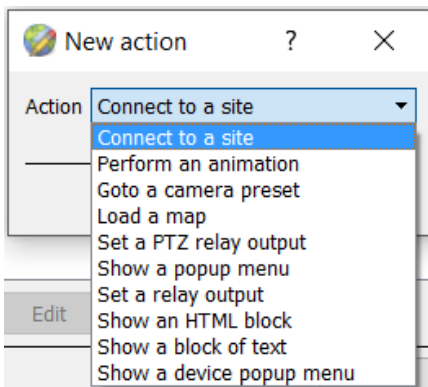 New action ?
Action Connect to a site
Connect to a site
Perform an animation
Goto a camera preset
Load a map
Set a PTZ relay output
Show a popup menu
Set a relay output
Edit
Show an HTML block
Show a block of text
Show a device popup menu